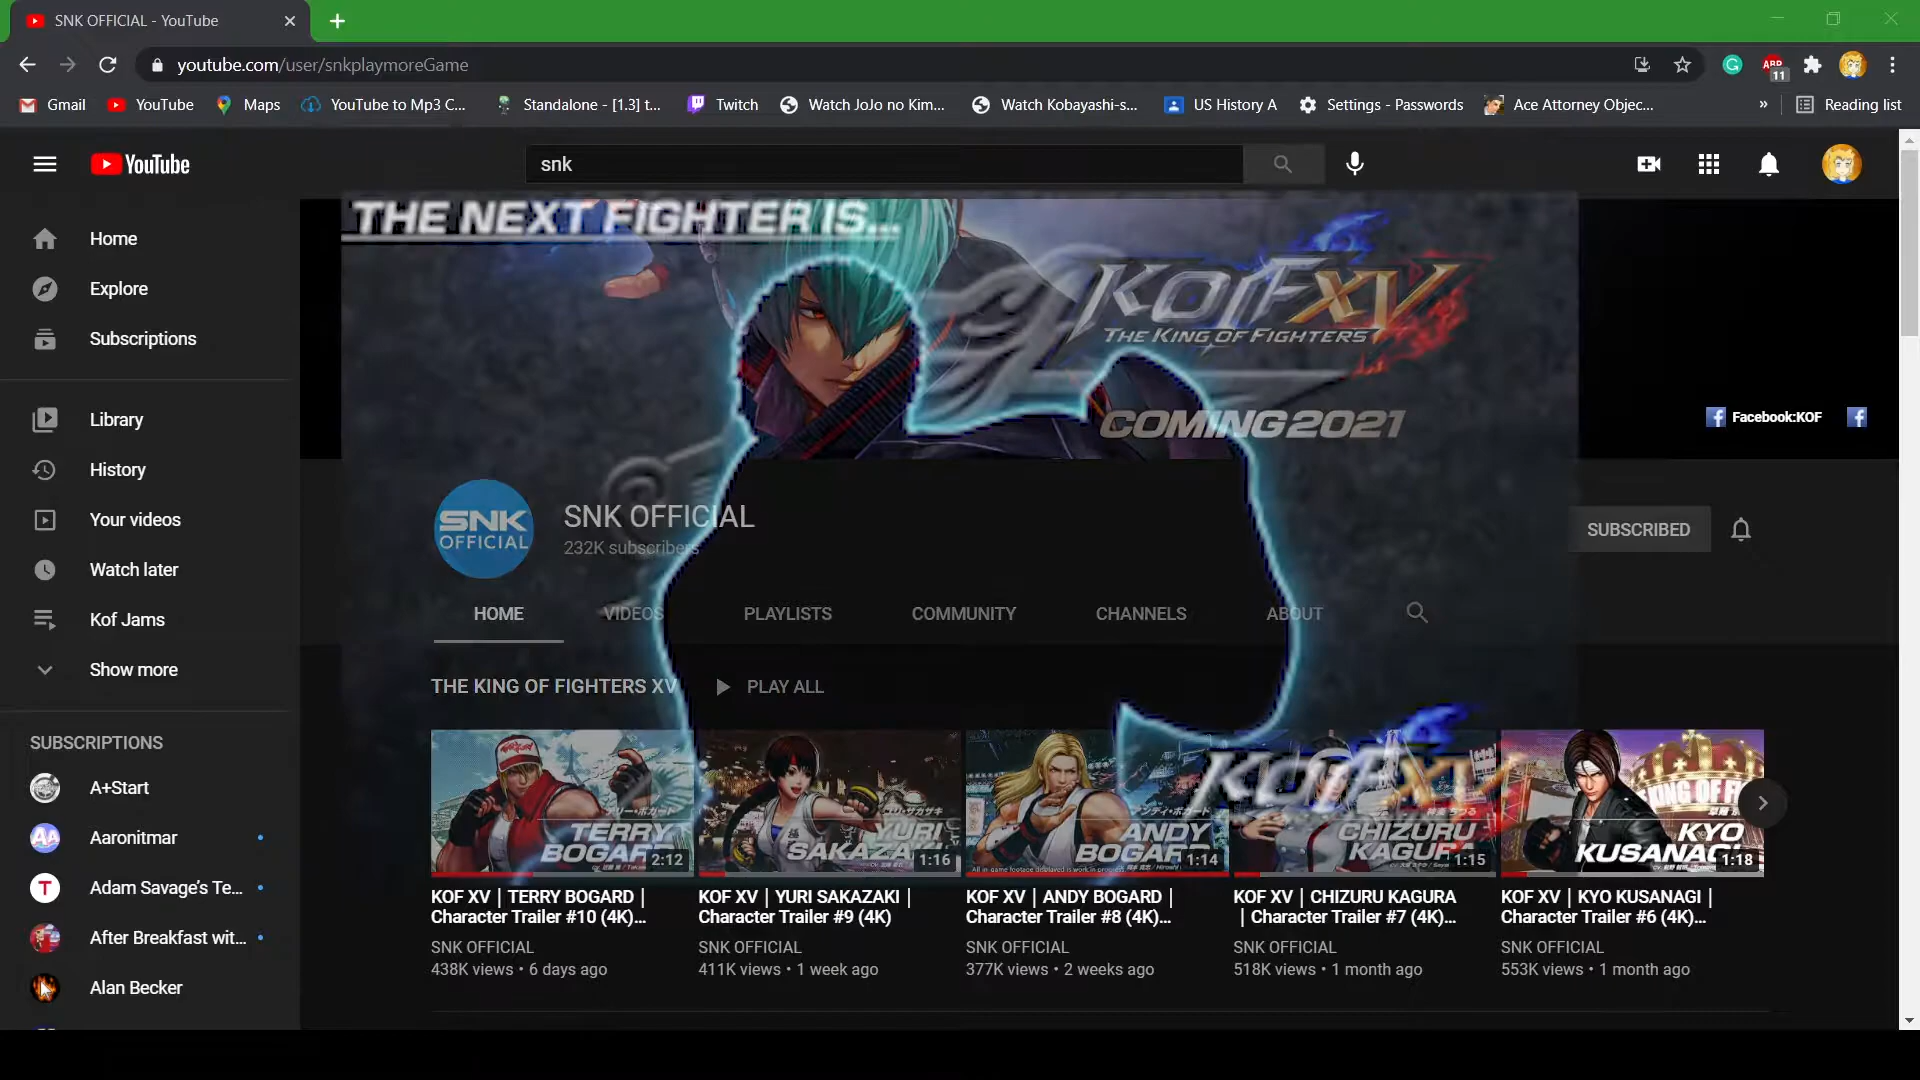 SNK OFFICIAL - YouTube
youtube.com/user/snkplaymoreGame
ABP
11
Gmail
YouTube
Maps
YouTube to Mp3 C...
Standalone - [1.3] t...
Twitch
Watch JoJo no Kim...
Watch Kobayashi-s...
US History A
Settings - Passwords
Ace Attorney Objec...
»
Reading list
YouTube
snk
Home
Explore
Subscriptions
Library
History
Your videos
Watch later
Kof Jams
Show more
SUBSCRIPTIONS
A+Start
Aaronitmar
Adam Savage's Te...
After Breakfast wit...
Alan Becker
THE NEXT FIGHTER IS...
KOF XV
THE KING OF FIGHTERS
COMING 2021
Facebook:KOF
SNK OFFICIAL
SNK OFFICIAL
232K subscribers
SUBSCRIBED
HOME
VIDEOS
PLAYLISTS
COMMUNITY
CHANNELS
ABOUT
THE KING OF FIGHTERS XV
PLAY ALL
TERRY BOGARD
2:12
YURI SAKAZAKI
1:16
ANDY BOGARD
1:14
KOF XV
CHIZURU KAGURA
1:15
KYO KUSANAGI
1:18
KOF XV | TERRY BOGARD |
Character Trailer #10 (4K)...
SNK OFFICIAL
438K views • 6 days ago
KOF XV | YURI SAKAZAKI |
Character Trailer #9 (4K)
SNK OFFICIAL
411K views • 1 week ago
KOF XV | ANDY BOGARD |
Character Trailer #8 (4K)...
SNK OFFICIAL
377K views • 2 weeks ago
KOF XV | CHIZURU KAGURA
| Character Trailer #7 (4K)...
SNK OFFICIAL
518K views • 1 month ago
KOF XV | KYO KUSANAGI |
Character Trailer #6 (4K)...
SNK OFFICIAL
553K views • 1 month ago